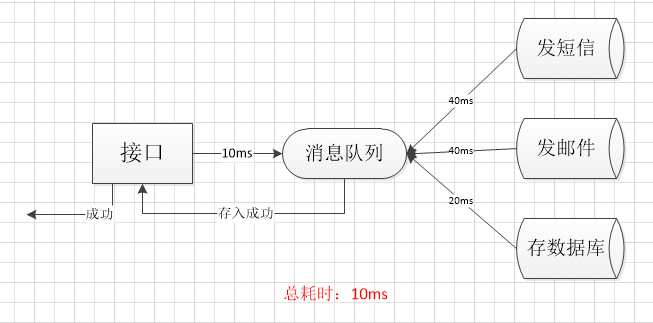 发短信
40ms
接口
10ms
消息队列
40ms
发邮件
20ms
成功
存入成功
存数据库
总耗时：10ms